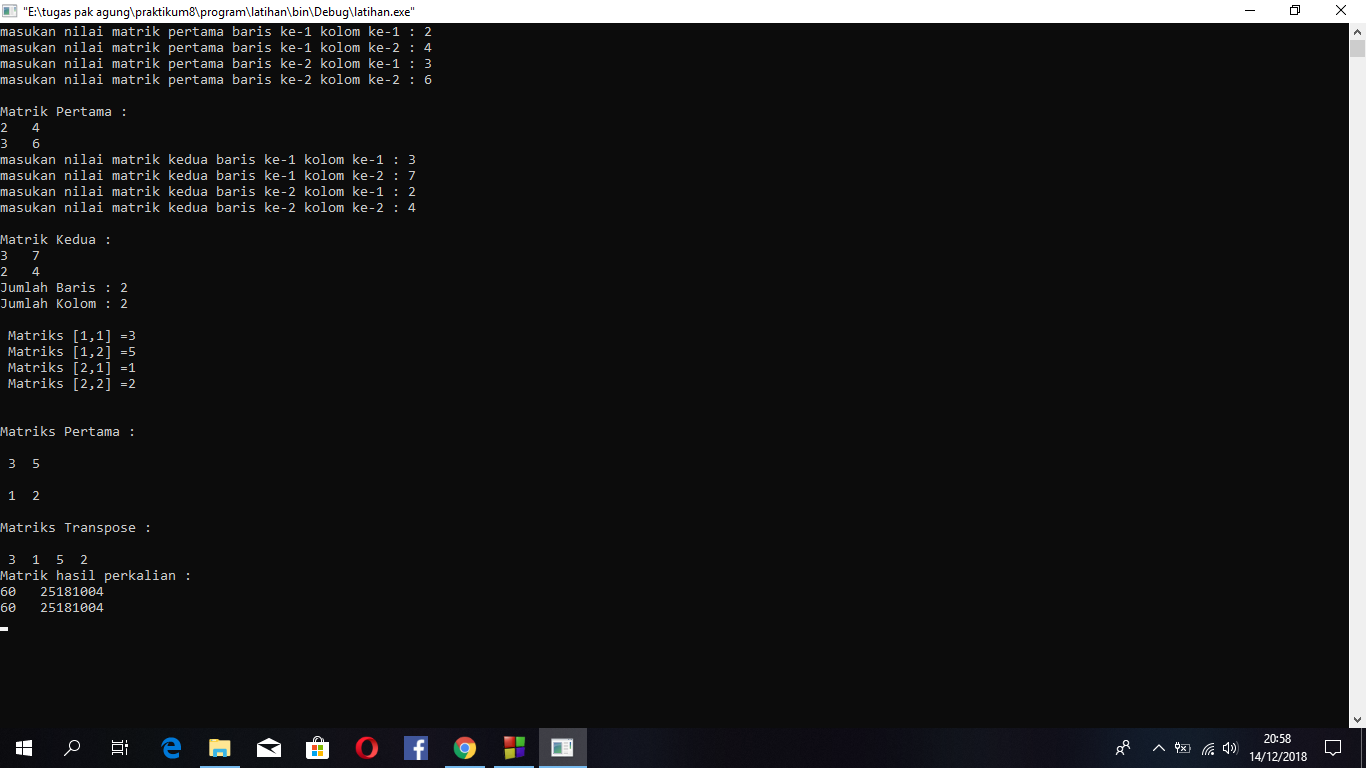 "E:\tugas pak agung\praktikum8\program\latihan\bin\Debug\latihan.exe"
masukan nilai matrik pertama baris ke-1 kolom ke-1 : 2
masukan nilai matrik pertama baris ke-1 kolom ke-2 : 4
masukan nilai matrik pertama baris ke-2 kolom ke-1 : 3
masukan nilai matrik pertama baris ke-2 kolom ke-2 : 6
Matrik Pertama :
2   4
3   6
masukan nilai matrik kedua baris ke-1 kolom ke-1 : 3
masukan nilai matrik kedua baris ke-1 kolom ke-2 : 7
masukan nilai matrik kedua baris ke-2 kolom ke-1 : 2
masukan nilai matrik kedua baris ke-2 kolom ke-2 : 4
Matrik Kedua :
3   7
2   4
Jumlah Baris : 2
Jumlah Kolom : 2
Matriks [1,1] =3
Matriks [1,2] =5
Matriks [2,1] =1
Matriks [2,2] =2
Matriks Pertama :
3  5
1  2
Matriks Transpose :
3  1  5  2
Matrik hasil perkalian :
60   25181004
60   25181004
20:58
14/12/2018